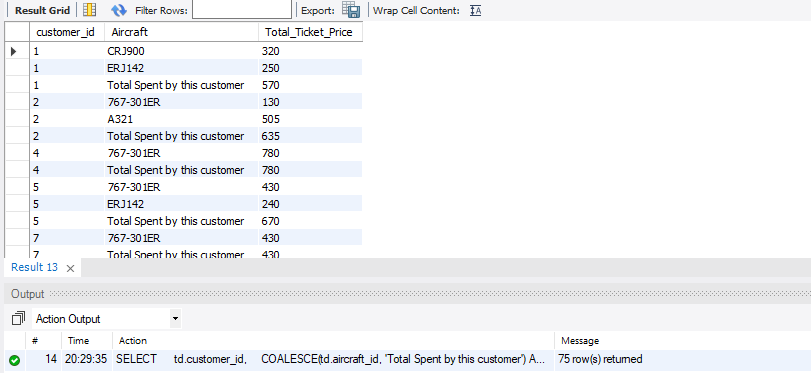 Result Grid Filter Rows: Export: Wrap Cell Content:
customer_id Aircraft Total_Ticket_Price
1 CRJ900 320
1 ERJ142 250
1 Total Spent by this customer 570
2 767-301ER 130
2 A321 505
2 Total Spent by this customer 635
4 767-301ER 780
4 Total Spent by this customer 780
5 767-301ER 430
5 ERJ142 240
5 Total Spent by this customer 670
7 767-301ER 430
7 Total Spent by this customer 430
Result 13
Output
Action Output
# Time Action Message
14 20:29:35 SELECT td.customer_id, COALESCE(td.aircraft_id, 'Total Spent by this customer') A... 75 row(s) returned